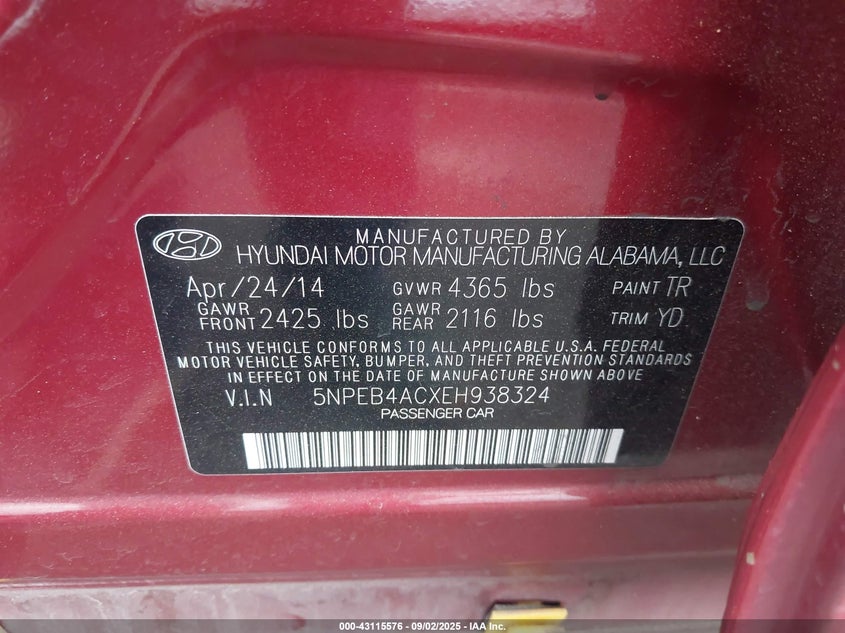 MANUFACTURED BY
HYUNDAI MOTOR MANUFACTURING ALABAMA, LLC
Apr/24/14 GVWR 4365 lbs PAINT TR
GAWR FRONT 2425 lbs GAWR REAR 2116 lbs TRIM YD
THIS VEHICLE CONFORMS TO ALL APPLICABLE U.S.A. FEDERAL
MOTOR VEHICLE SAFETY, BUMPER, AND THEFT PREVENTION STANDARDS
IN EFFECT ON THE DATE OF MANUFACTURE SHOWN ABOVE
V.I.N 5NPEB4ACXEH938324
PASSENGER CAR
000-43115576 - 09/02/2025 - IAA Inc.